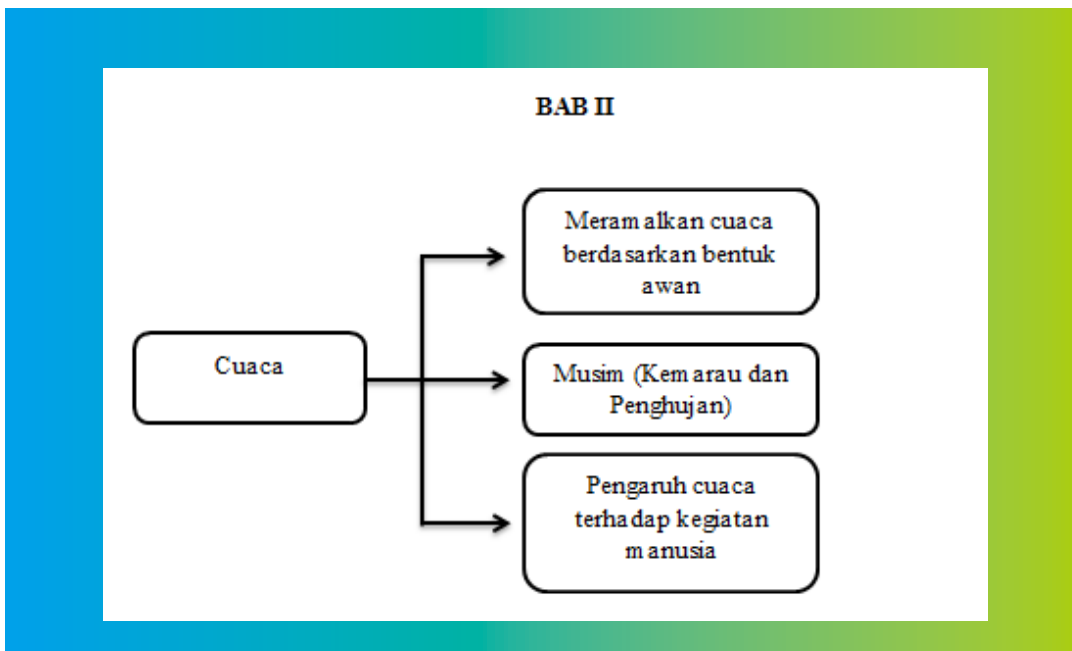 BAB II
Meramalkan cuaca
berdasarkan bentuk
awan
Cuaca
Musim (Kemarau dan
Penghujan)
Pengaruh cuaca
terhadap kegiatan
manusia